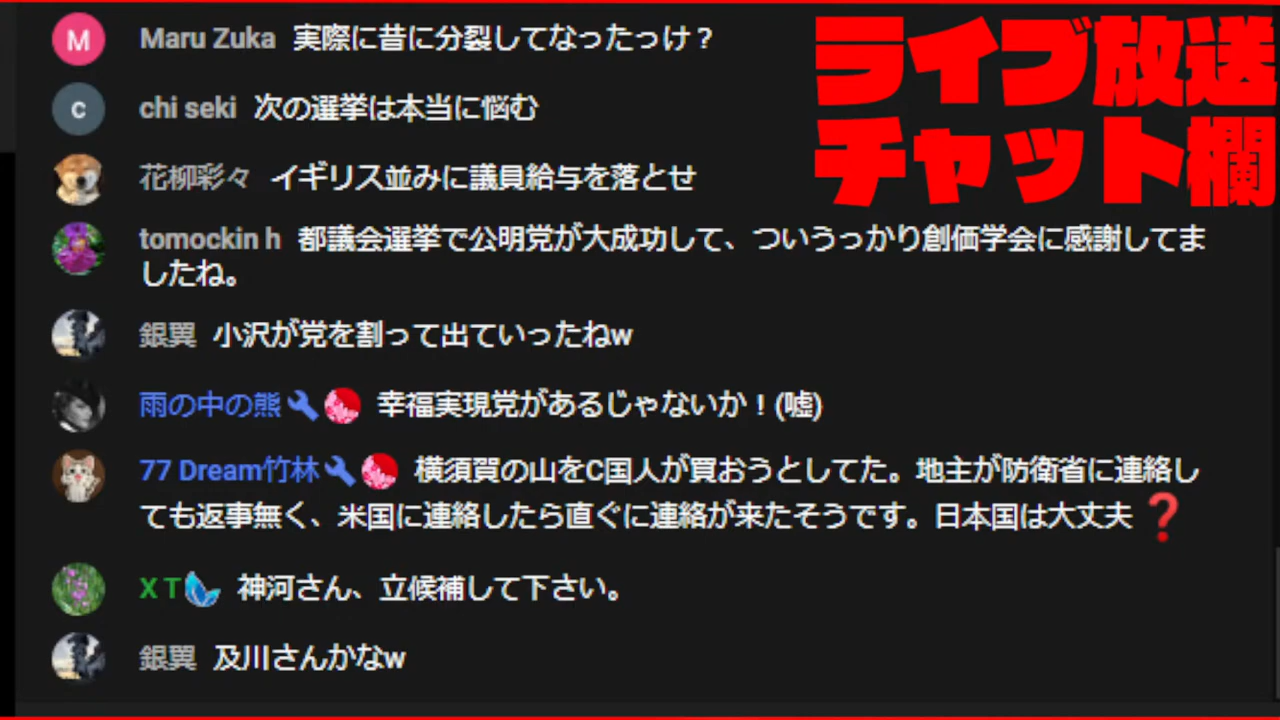 ライブ放送
チャット欄
M Maru Zuka 実際に昔に分裂してなったっけ？
c chi seki 次の選挙は本当に悩む
花柳彩々 イギリス並みに議員給与を落とせ
tomockin h 都議会選挙で公明党が大成功して、ついうっかり創価学会に感謝してま
したね。
銀翼 小沢が党を割って出ていったねw
雨の中の熊 幸福実現党があるじゃないか！(嘘)
77 Dream竹林 横須賀の山をC国人が買おうとしてた。地主が防衛省に連絡し
ても返事無く、米国に連絡したら直ぐに連絡が来たそうです。日本国は大丈夫❓
X T 神河さん、立候補して下さい。
銀翼 及川さんかなw